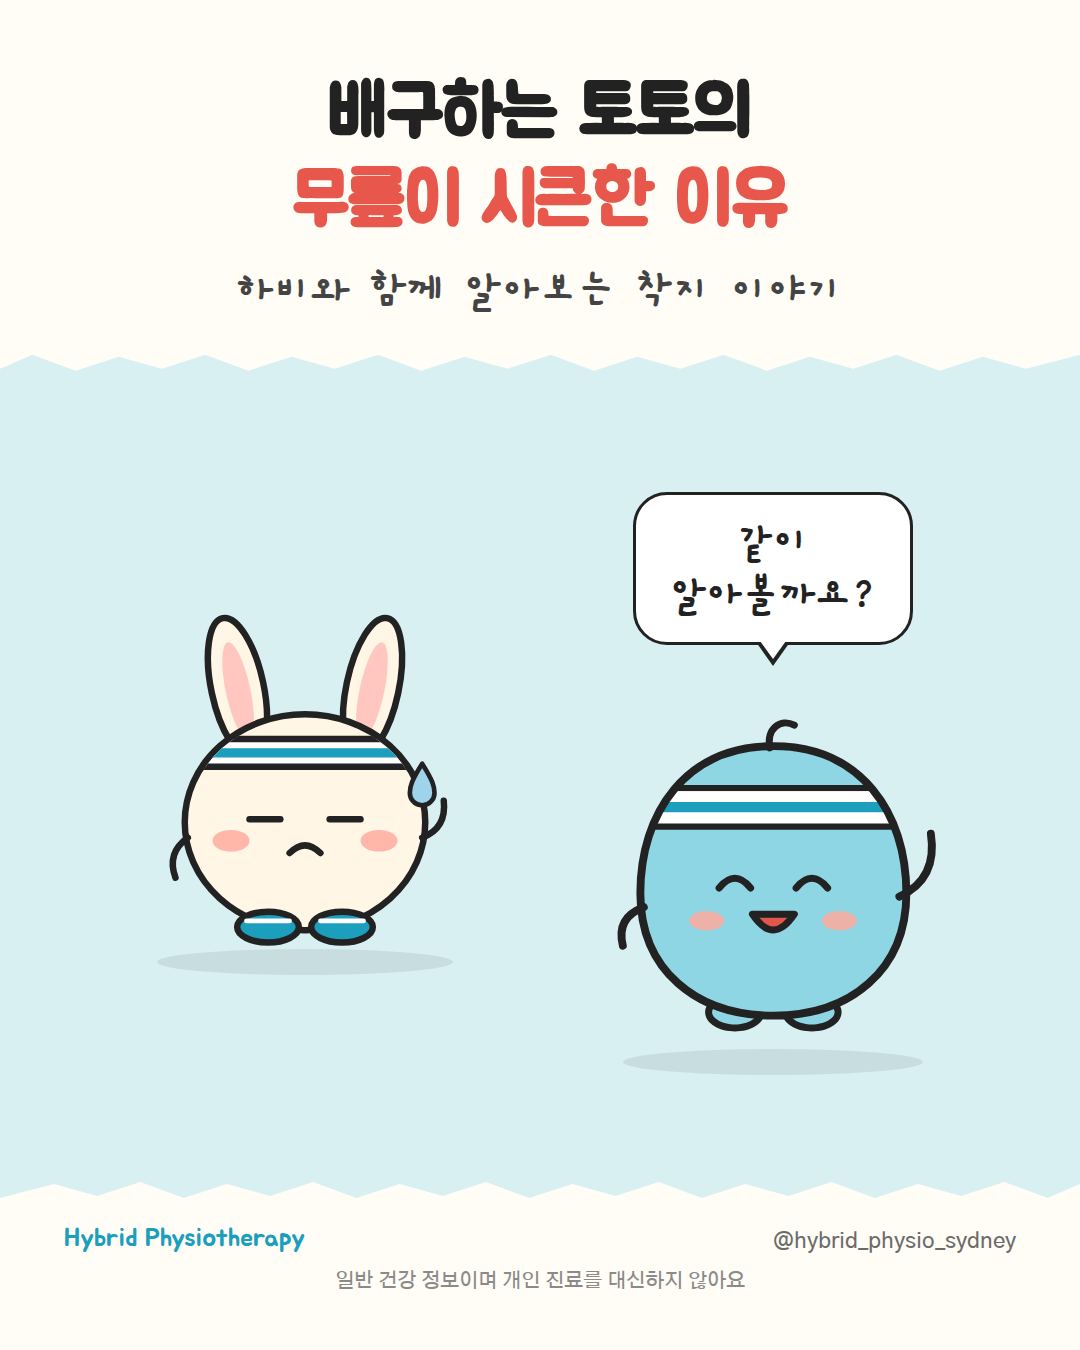 배구하는 토토의
무릎이 시큰한 이유
하비와 함께 알아보는 착지 이야기
같이
알아볼까요?
Hybrid Physiotherapy
@hybrid_physio_sydney
일반 건강 정보이며 개인 진료를 대신하지 않아요